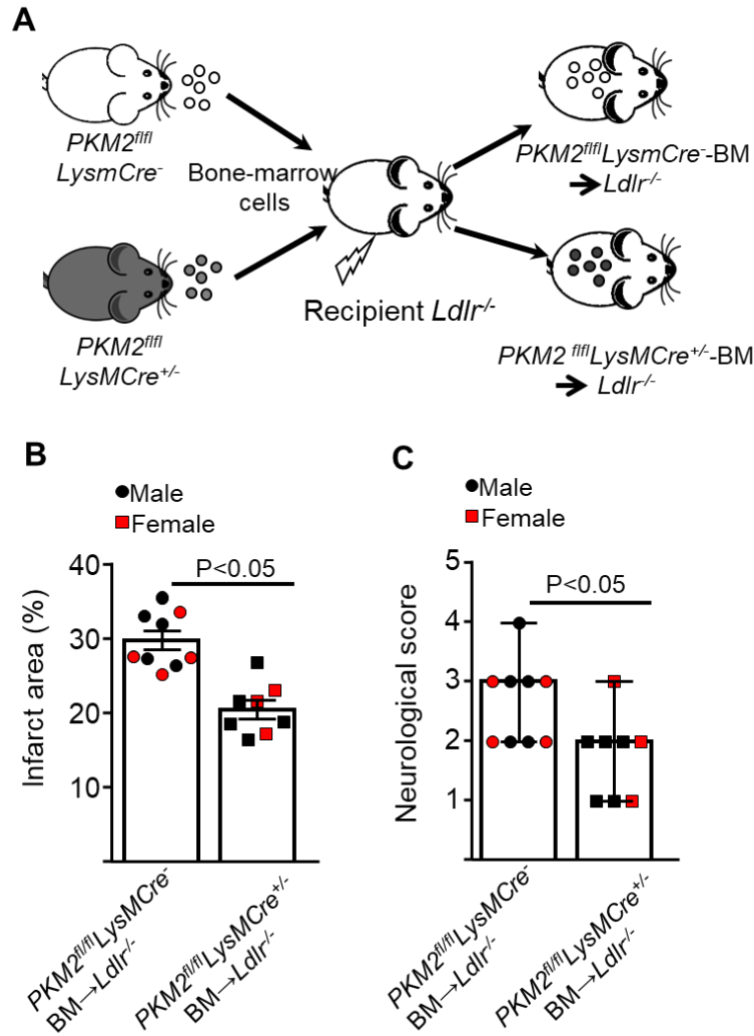 A
PKM2flfl
LysmCre-
Bone-marrow
cells
PKM2flfl
LysMCre+/-
Recipient Ldlr-/-
PKM2flflLysmCre--BM
➔ Ldlr-/-
PKM2 flflLysMCre+/--BM
➔ Ldlr-/-
B
Male
Female
P<0.05
40
30
20
10
Infarct area (%)
PKM2fl/flLysMCre-
BM→Ldlr-/-
PKM2fl/flLysMCre+/-
BM→Ldlr-/-
C
Male
Female
P<0.05
5
4
3
2
1
Neurological score
PKM2fl/flLysMCre-
BM→Ldlr-/-
PKM2fl/flLysMCre+/-
BM→Ldlr-/-